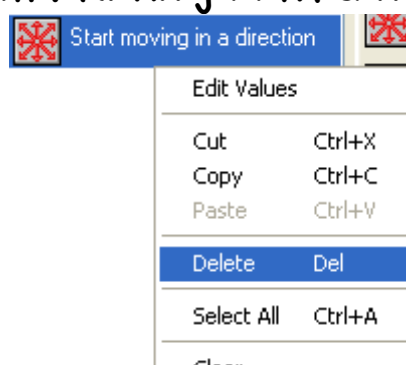 Start moving in a direction
Edit Values
Cut Ctrl+X
Copy Ctrl+C
Paste Ctrl+V
Delete Del
Select All Ctrl+A